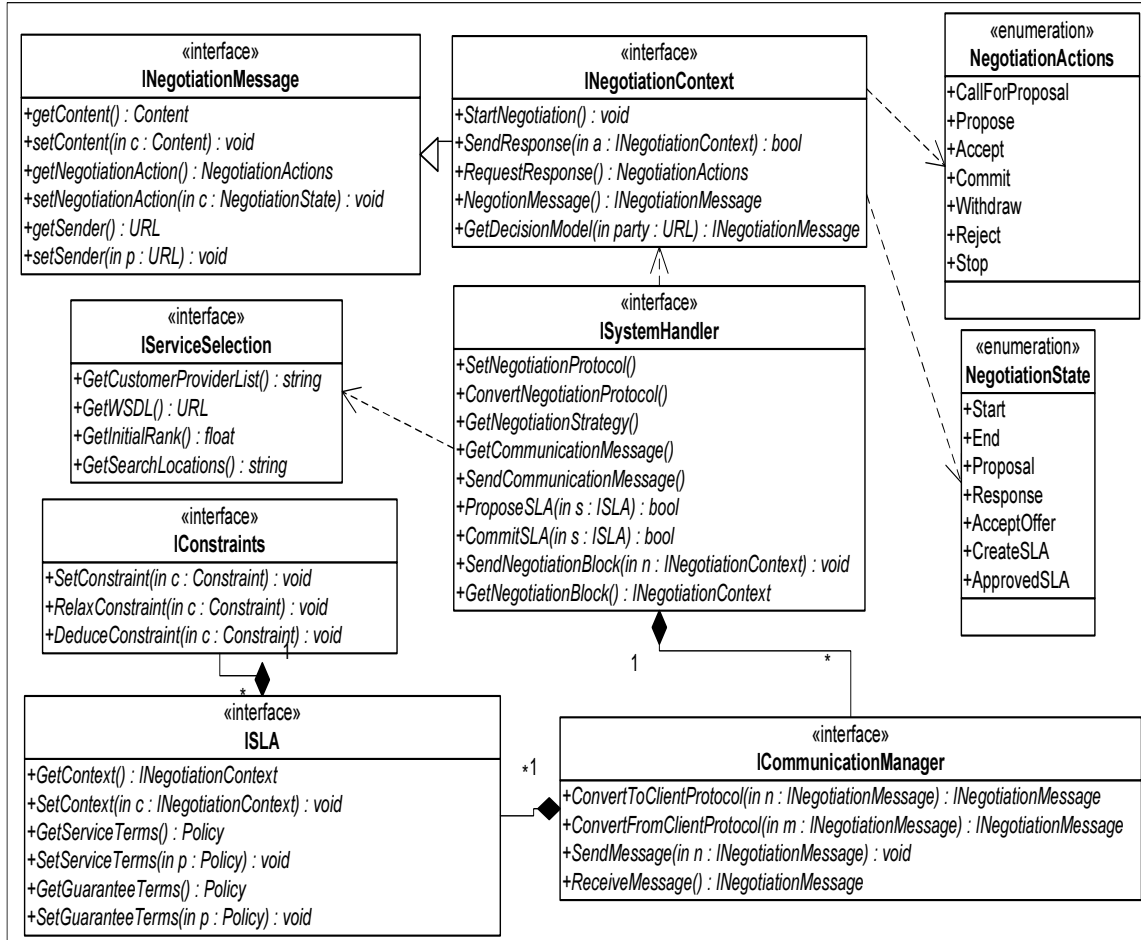 «interface»
INegotiationMessage
+getContent() : Content
+setContent(in c : Content) : void
+getNegotiationAction() : NegotiationActions
+setNegotiationAction(in c : NegotiationState) : void
+getSender() : URL
+setSender(in p : URL) : void
«interface»
INegotiationContext
+StartNegotiation() : void
+SendResponse(in a : INegotiationContext) : bool
+RequestResponse() : NegotiationActions
+NegotionMessage() : INegotiationMessage
+GetDecisionModel(in party : URL) : INegotiationMessage
«enumeration»
NegotiationActions
+CallForProposal
+Propose
+Accept
+Commit
+Withdraw
+Reject
+Stop
«interface»
IServiceSelection
+GetCustomerProviderList() : string
+GetWSDL() : URL
+GetInitialRank() : float
+GetSearchLocations() : string
«interface»
ISystemHandler
+SetNegotiationProtocol()
+ConvertNegotiationProtocol()
+GetNegotiationStrategy()
+GetCommunicationMessage()
+SendCommunicationMessage()
+ProposeSLA(in s : ISLA) : bool
+CommitSLA(in s : ISLA) : bool
+SendNegotiationBlock(in n : INegotiationContext) : void
+GetNegotiationBlock() : INegotiationContext
«enumeration»
NegotiationState
+Start
+End
+Proposal
+Response
+AcceptOffer
+CreateSLA
+ApprovedSLA
«interface»
IConstraints
+SetConstraint(in c : Constraint) : void
+RelaxConstraint(in c : Constraint) : void
+DeduceConstraint(in c : Constraint) : void
1
*
1
*
«interface»
ISLA
+GetContext() : INegotiationContext
+SetContext(in c : INegotiationContext) : void
+GetServiceTerms() : Policy
+SetServiceTerms(in p : Policy) : void
+GetGuaranteeTerms() : Policy
+SetGuaranteeTerms(in p : Policy) : void
*1
«interface»
ICommunicationManager
+ConvertToClientProtocol(in n : INegotiationMessage) : INegotiationMessage
+ConvertFromClientProtocol(in m : INegotiationMessage) : INegotiationMessage
+SendMessage(in n : INegotiationMessage) : void
+ReceiveMessage() : INegotiationMessage